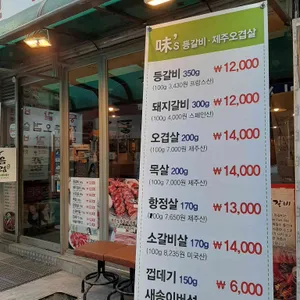 味's 등갈비 · 제주오겹살
등갈비 350g ₩12,000
(100g 3,430원 프랑스산)
돼지갈비 300g ₩12,000
(100g 4,000원 스페인산)
오겹살 200g ₩14,000
(100g 7,000원 제주산)
목살 200g ₩14,000
(100g 7,000원 제주산)
항정살 170g ₩13,000
(100g 7,650원 제주산)
소갈비살 170g ₩14,000
(100g 8,235원 미국산)
껍데기 150g ₩6,000